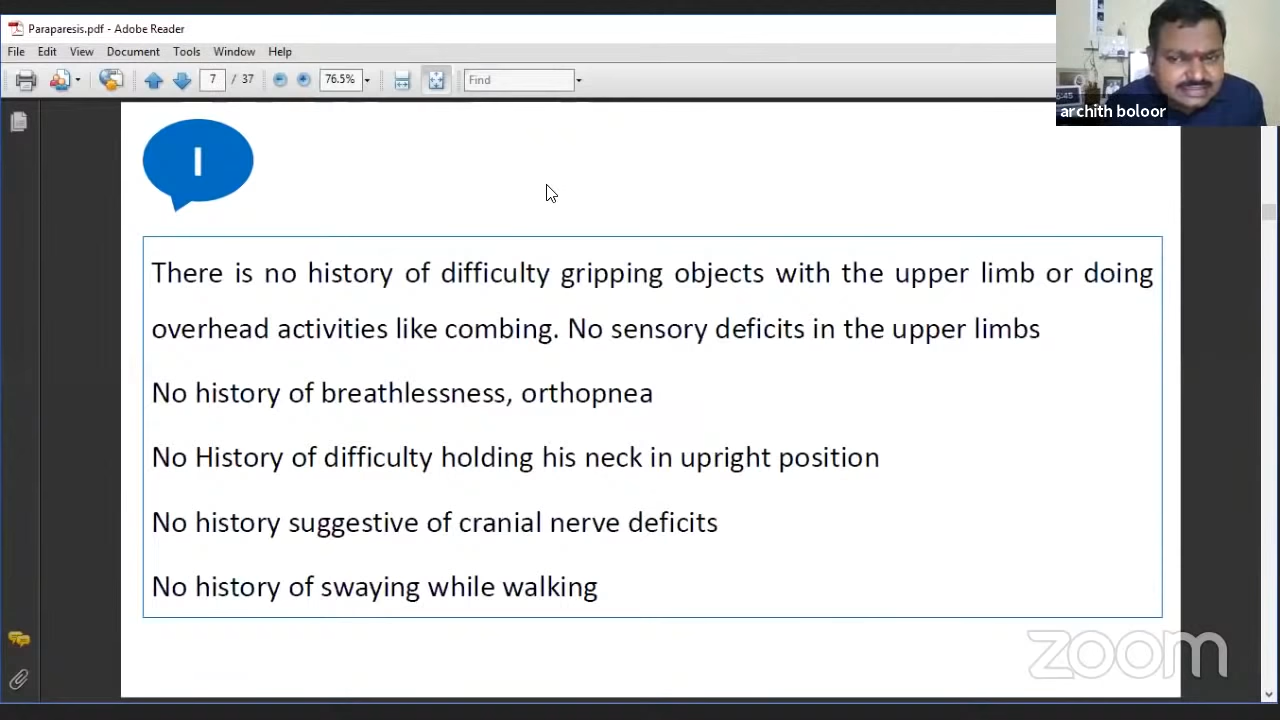 Paraparesis.pdf - Adobe Reader
File Edit View Document Tools Window Help
7 / 37 76.5% Find
archith boloor
I
There is no history of difficulty gripping objects with the upper limb or doing
overhead activities like combing. No sensory deficits in the upper limbs
No history of breathlessness, orthopnea
No History of difficulty holding his neck in upright position
No history suggestive of cranial nerve deficits
No history of swaying while walking
zoom